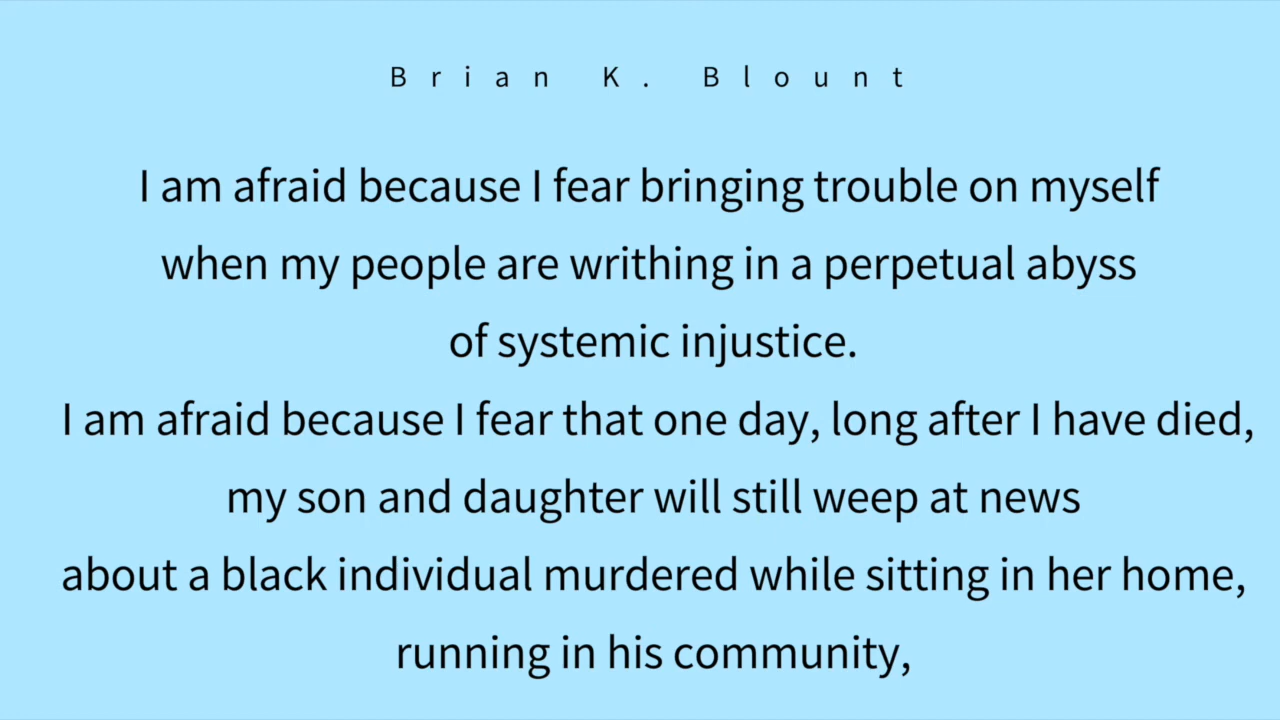 Brian K. Blount
I am afraid because I fear bringing trouble on myself
when my people are writhing in a perpetual abyss
of systemic injustice.
I am afraid because I fear that one day, long after I have died,
my son and daughter will still weep at news
about a black individual murdered while sitting in her home,
running in his community,